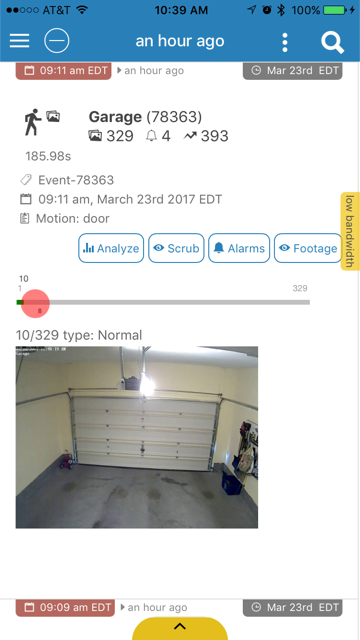 AT&T 10:39 AM 100%
an hour ago
09:11 am EDT an hour ago Mar 23rd EDT
Garage (78363)
329 4 393
185.98s
Event-78363
09:11 am, March 23rd 2017 EDT
Motion: door
low bandwidth
Analyze Scrub Alarms Footage
10
1 329
10/329 type: Normal
09:09 am EDT an hour ago Mar 23rd EDT